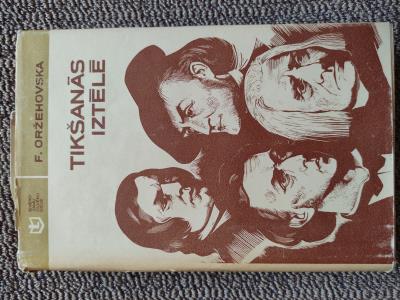 F. ORŽEHOVSKA
TIKŠANĀS
IZTĒLĒ